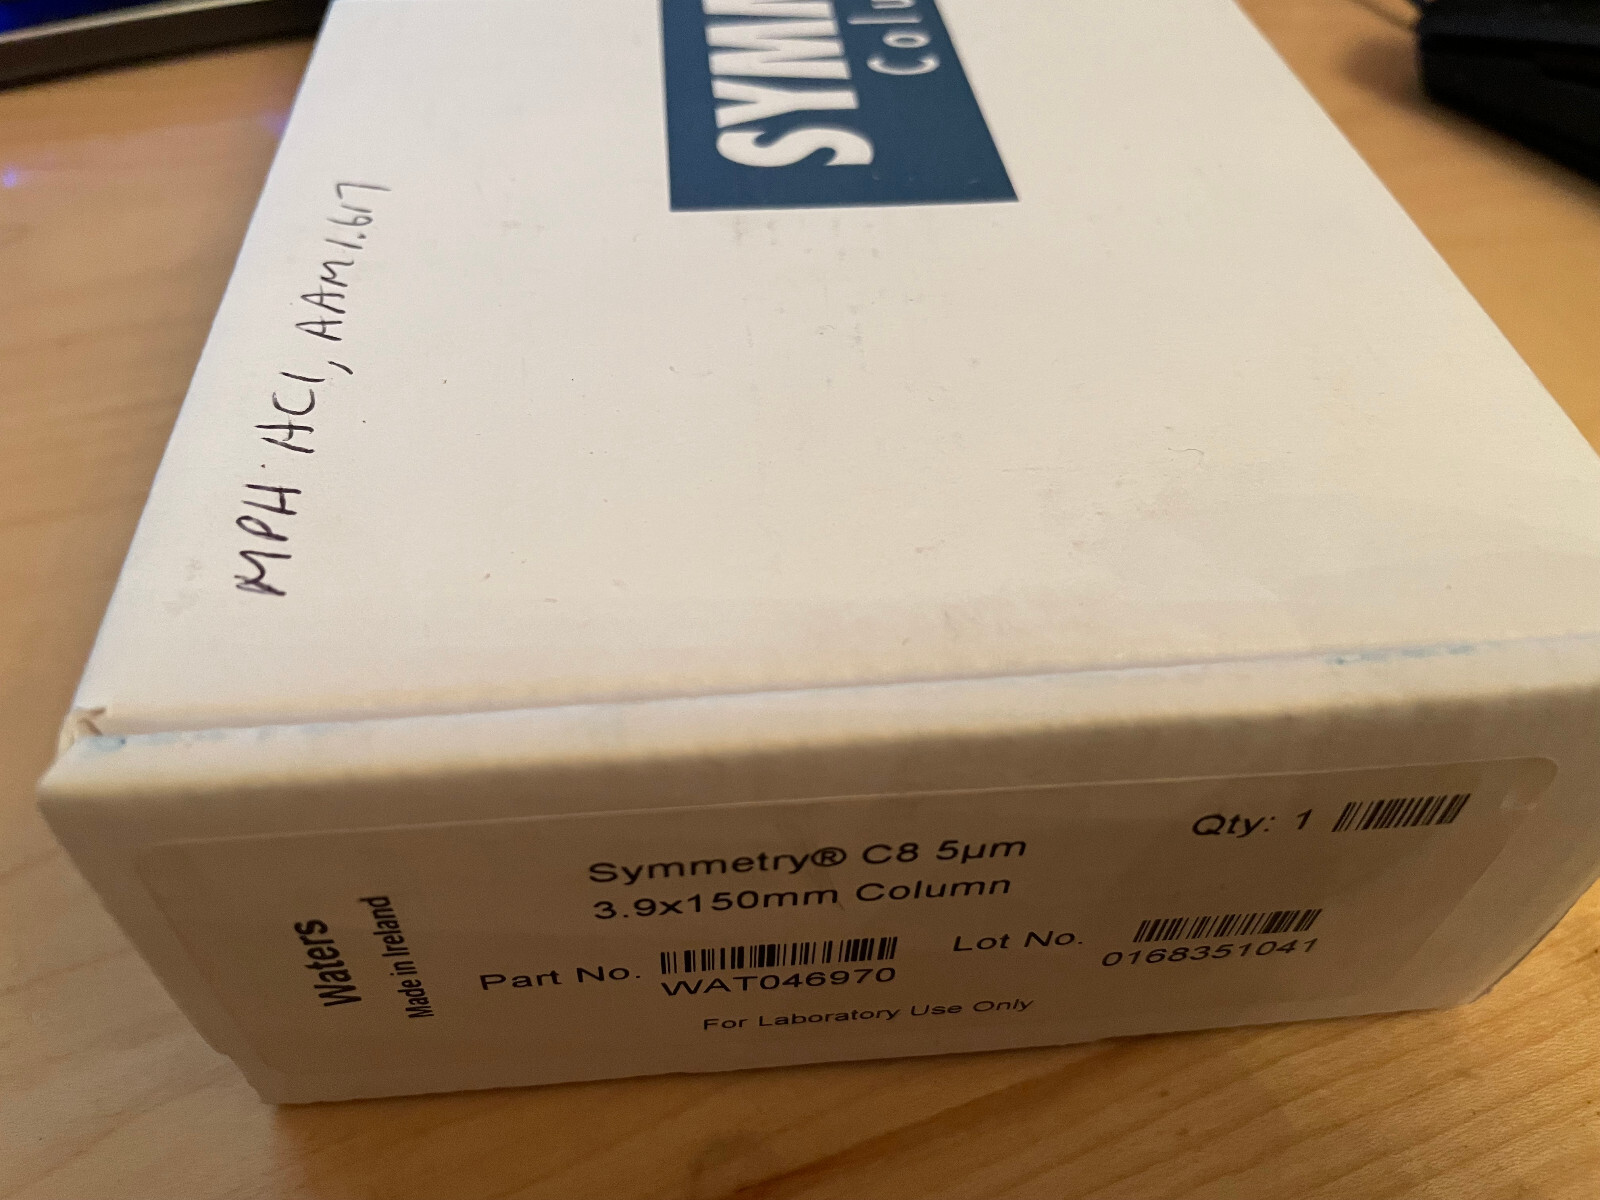 SYMM
Colu
MPH HCl, AAM1.617
Waters
Made in Ireland
Symmetry® C8 5µm
3.9x150mm Column
Qty: 1
Part No.
WAT046970
Lot No.
0168351041
For Laboratory Use Only